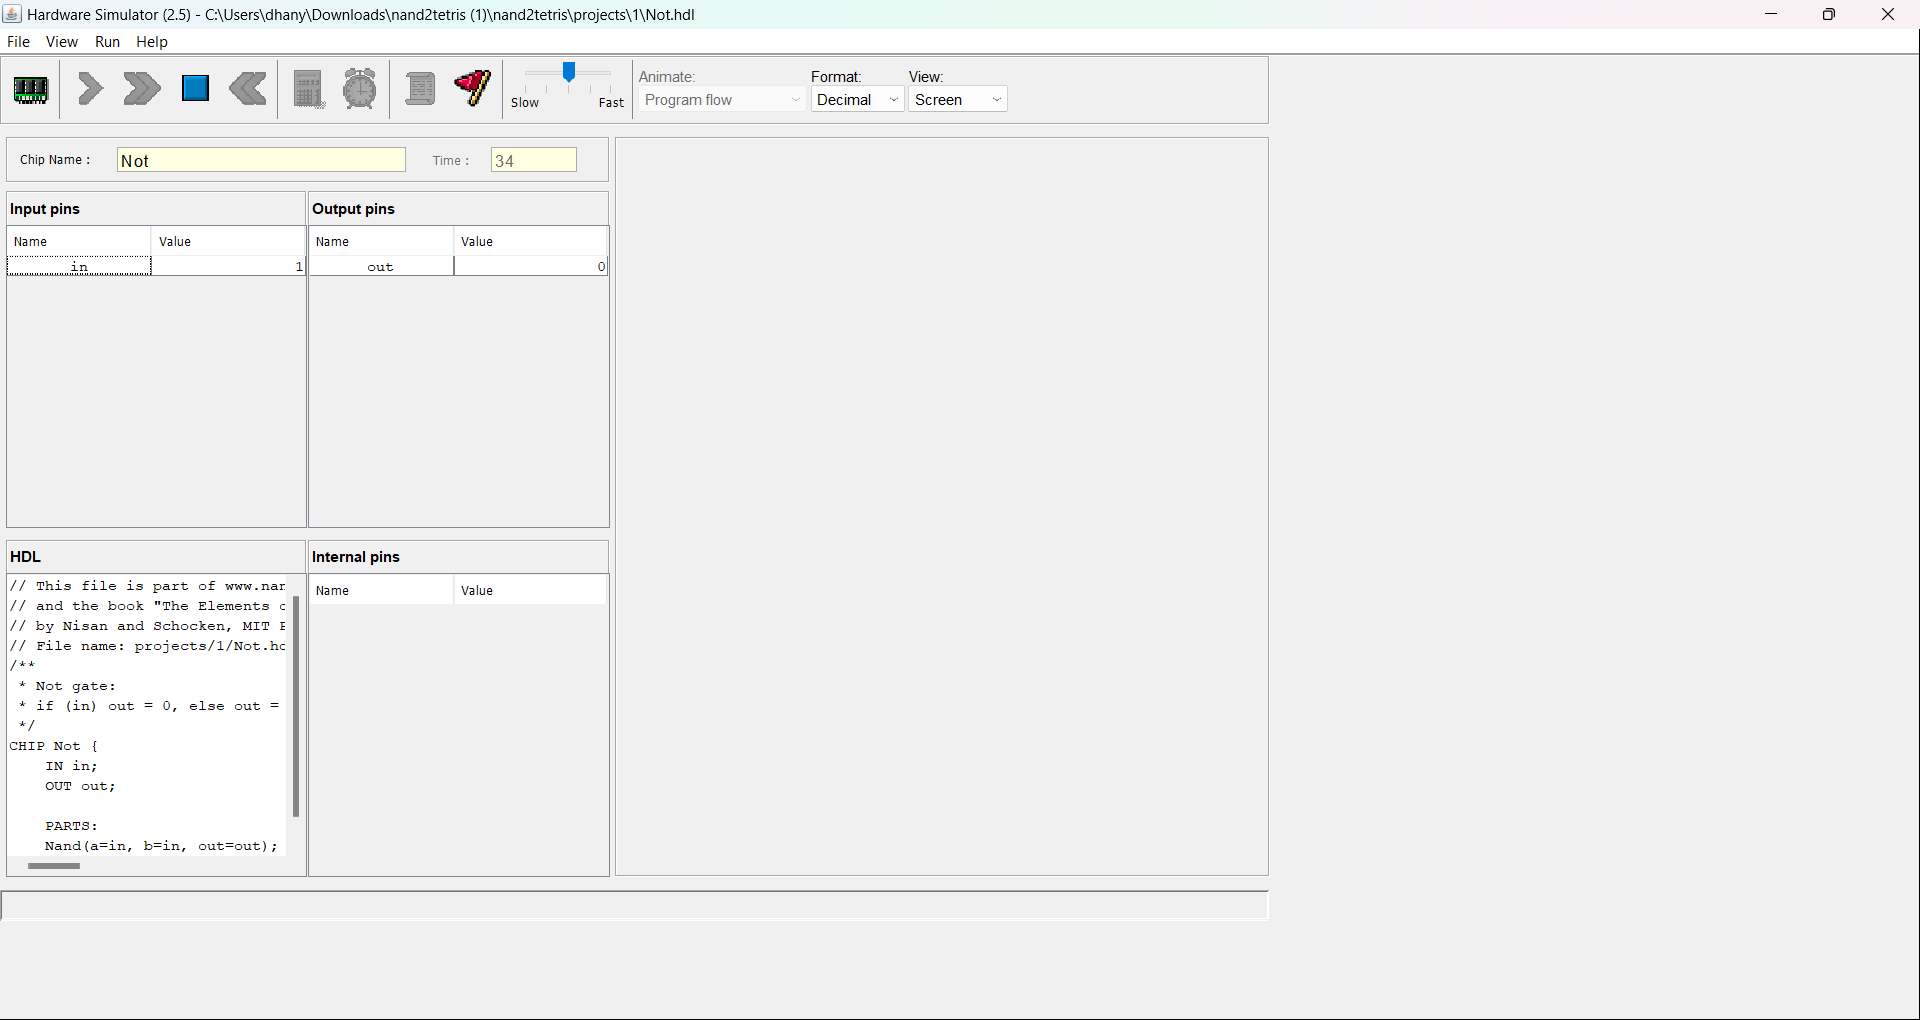 Hardware Simulator (2.5) - C:\Users\dhany\Downloads\nand2tetris (1)\nand2tetris\projects\1\Not.hdl
File View Run Help
Slow Fast
Animate: Format: View:
Program flow Decimal Screen
Chip Name : Not Time : 34
Input pins
Name Value
in 1
Output pins
Name Value
out 0
HDL
// This file is part of www.nan
// and the book "The Elements o
// by Nisan and Schocken, MIT P
// File name: projects/1/Not.hd
/**
* Not gate:
* if (in) out = 0, else out =
*/
CHIP Not {
IN in;
OUT out;
PARTS:
Nand(a=in, b=in, out=out);
Internal pins
Name Value